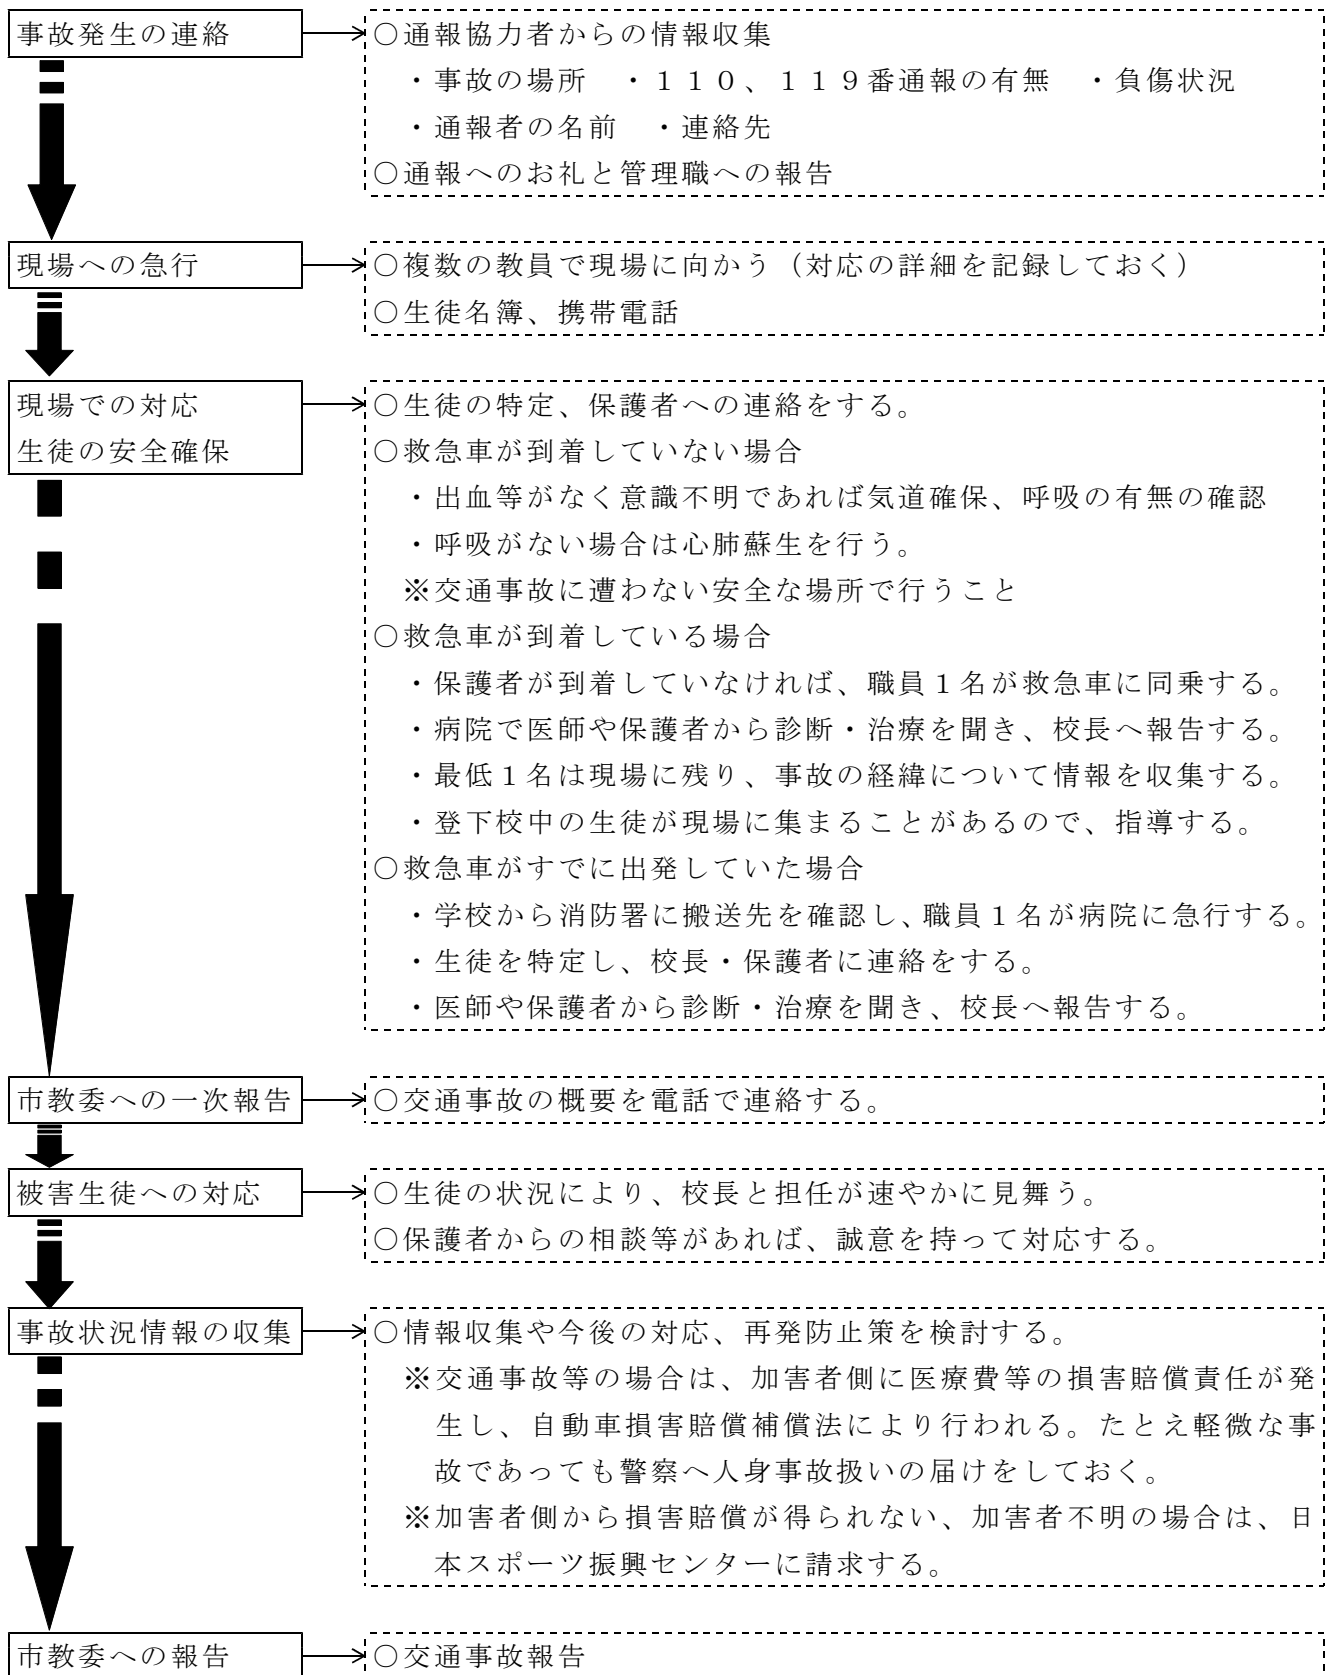 事故発生の連絡
○通報協力者からの情報収集
・事故の場所　・１１０、１１９番通報の有無　・負傷状況
・通報者の名前　・連絡先
○通報へのお礼と管理職への報告
現場への急行
○複数の教員で現場に向かう（対応の詳細を記録しておく）
○生徒名簿、携帯電話
現場での対応
生徒の安全確保
○生徒の特定、保護者への連絡をする。
○救急車が到着していない場合
・出血等がなく意識不明であれば気道確保、呼吸の有無の確認
・呼吸がない場合は心肺蘇生を行う。
※交通事故に遭わない安全な場所で行うこと
○救急車が到着している場合
・保護者が到着していなければ、職員１名が救急車に同乗する。
・病院で医師や保護者から診断・治療を聞き、校長へ報告する。
・最低１名は現場に残り、事故の経緯について情報を収集する。
・登下校中の生徒が現場に集まることがあるので、指導する。
○救急車がすでに出発していた場合
・学校から消防署に搬送先を確認し、職員１名が病院に急行する。
・生徒を特定し、校長・保護者に連絡をする。
・医師や保護者から診断・治療を聞き、校長へ報告する。
市教委への一次報告
○交通事故の概要を電話で連絡する。
被害生徒への対応
○生徒の状況により、校長と担任が速やかに見舞う。
○保護者からの相談等があれば、誠意を持って対応する。
事故状況情報の収集
○情報収集や今後の対応、再発防止策を検討する。
※交通事故等の場合は、加害者側に医療費等の損害賠償責任が発
生し、自動車損害賠償補償法により行われる。たとえ軽微な事
故であっても警察へ人身事故扱いの届けをしておく。
※加害者側から損害賠償が得られない、加害者不明の場合は、日
本スポーツ振興センターに請求する。
市教委への報告
○交通事故報告